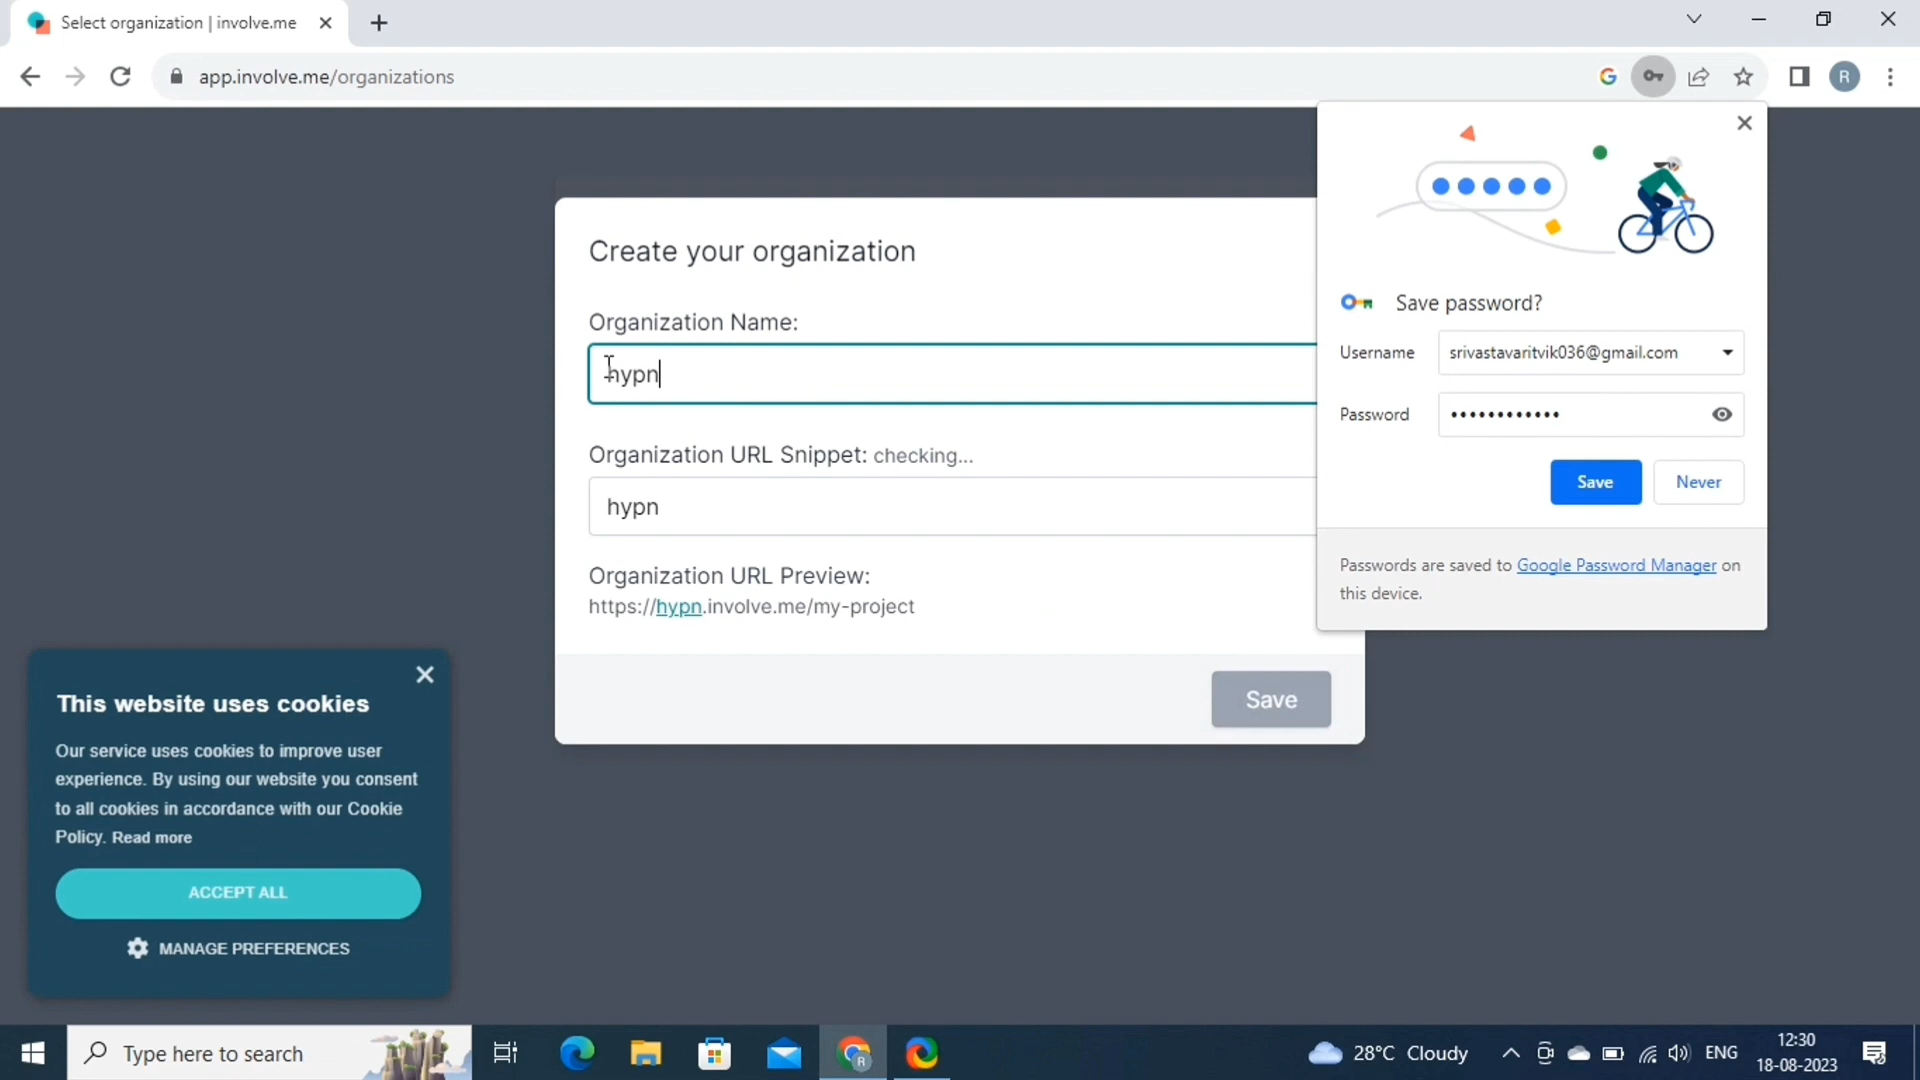 Select organization | involve.me
app.involve.me/organizations
R
Create your organization
Organization Name:
hypn
Organization URL Snippet: checking...
hypn
Organization URL Preview:
https://hypn.involve.me/my-project
Save
Save password?
Username srivastavaritvik036@gmail.com
Password ••••••••••••
Save Never
Passwords are saved to Google Password Manager on
this device.
This website uses cookies
Our service uses cookies to improve user
experience. By using our website you consent
to all cookies in accordance with our Cookie
Policy. Read more
ACCEPT ALL
MANAGE PREFERENCES
Type here to search
R
28°C Cloudy
ENG
12:30
18-08-2023